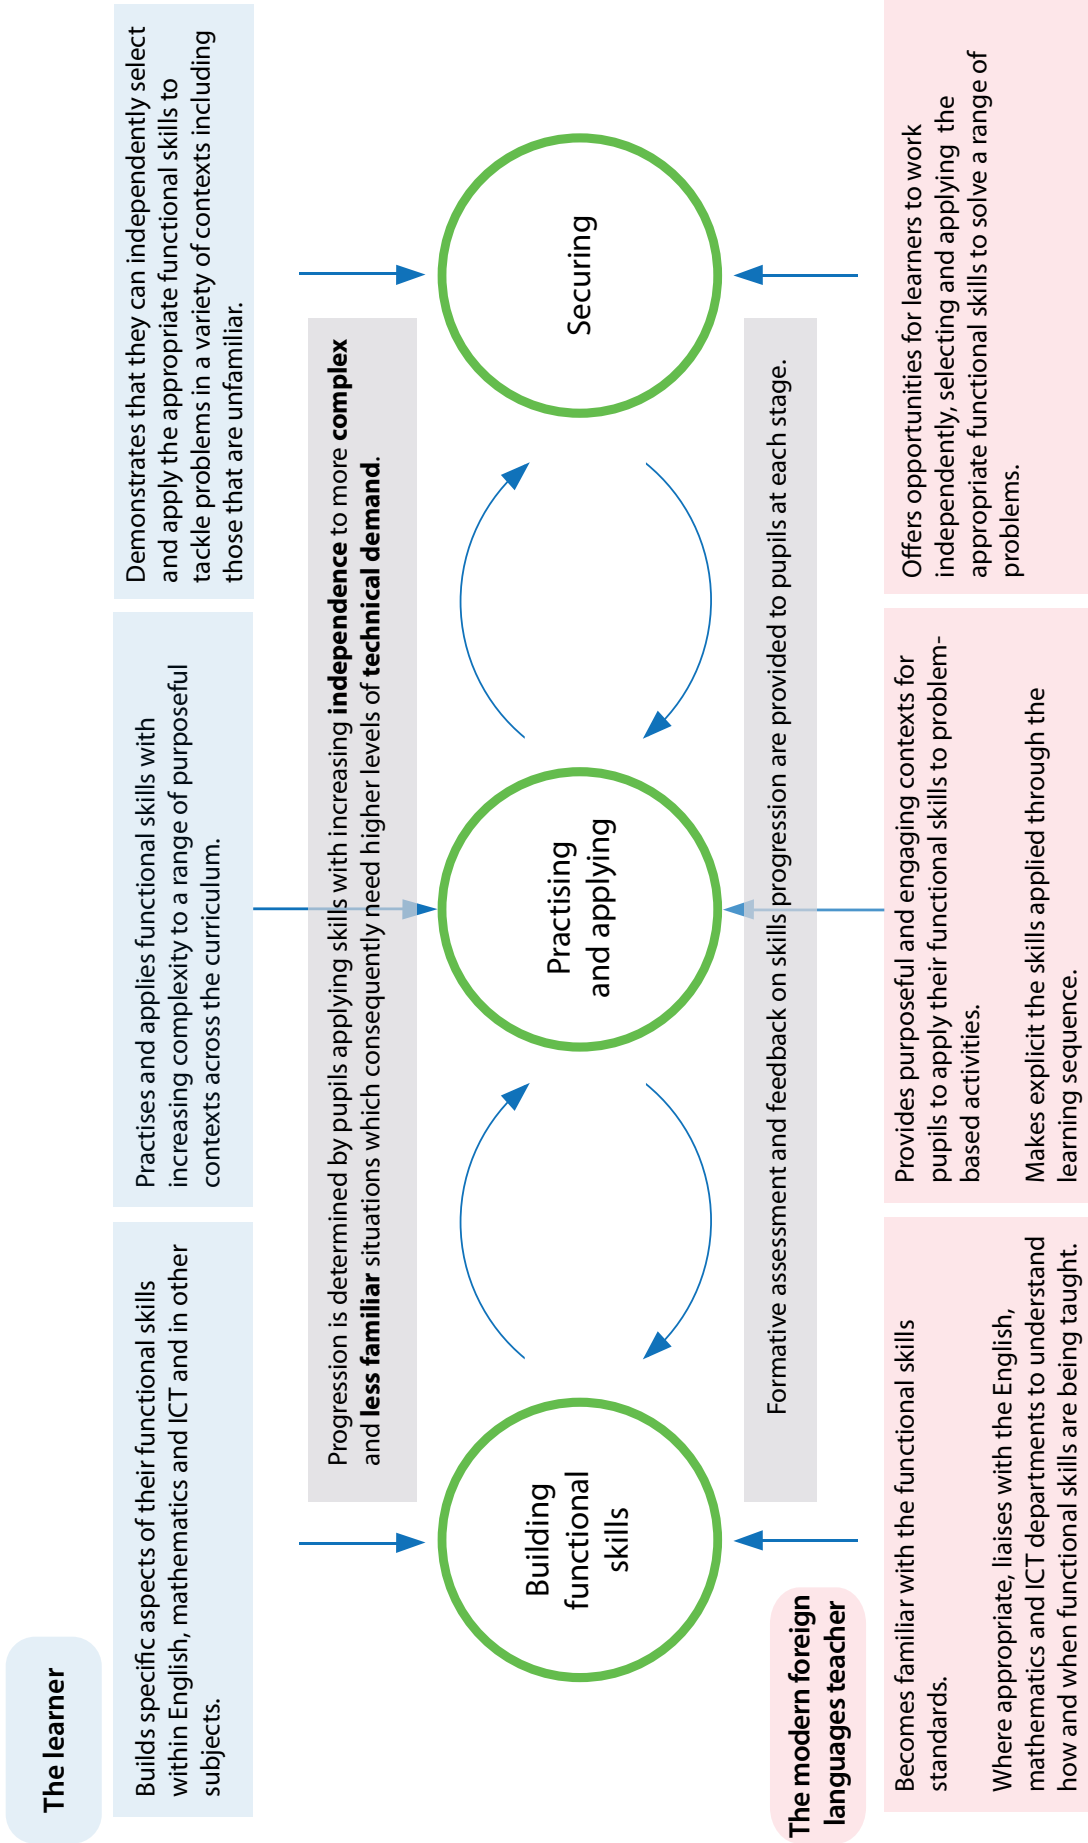 The learner
Builds specific aspects of their functional skills
within English, mathematics and ICT and in other
subjects.
Practises and applies functional skills with
increasing complexity to a range of purposeful
contexts across the curriculum.
Demonstrates that they can independently select
and apply the appropriate functional skills to
tackle problems in a variety of contexts including
those that are unfamiliar.
Progression is determined by pupils applying skills with increasing independence to more complex
and less familiar situations which consequently need higher levels of technical demand.
Building
functional
skills
Practising
and applying
Securing
Formative assessment and feedback on skills progression are provided to pupils at each stage.
The modern foreign
languages teacher
Becomes familiar with the functional skills
standards.
Where appropriate, liaises with the English,
mathematics and ICT departments to understand
how and when functional skills are being taught.
Provides purposeful and engaging contexts for
pupils to apply their functional skills to problem-
based activities.
Makes explicit the skills applied through the
learning sequence.
Offers opportunities for learners to work
independently, selecting and applying the
appropriate functional skills to solve a range of
problems.